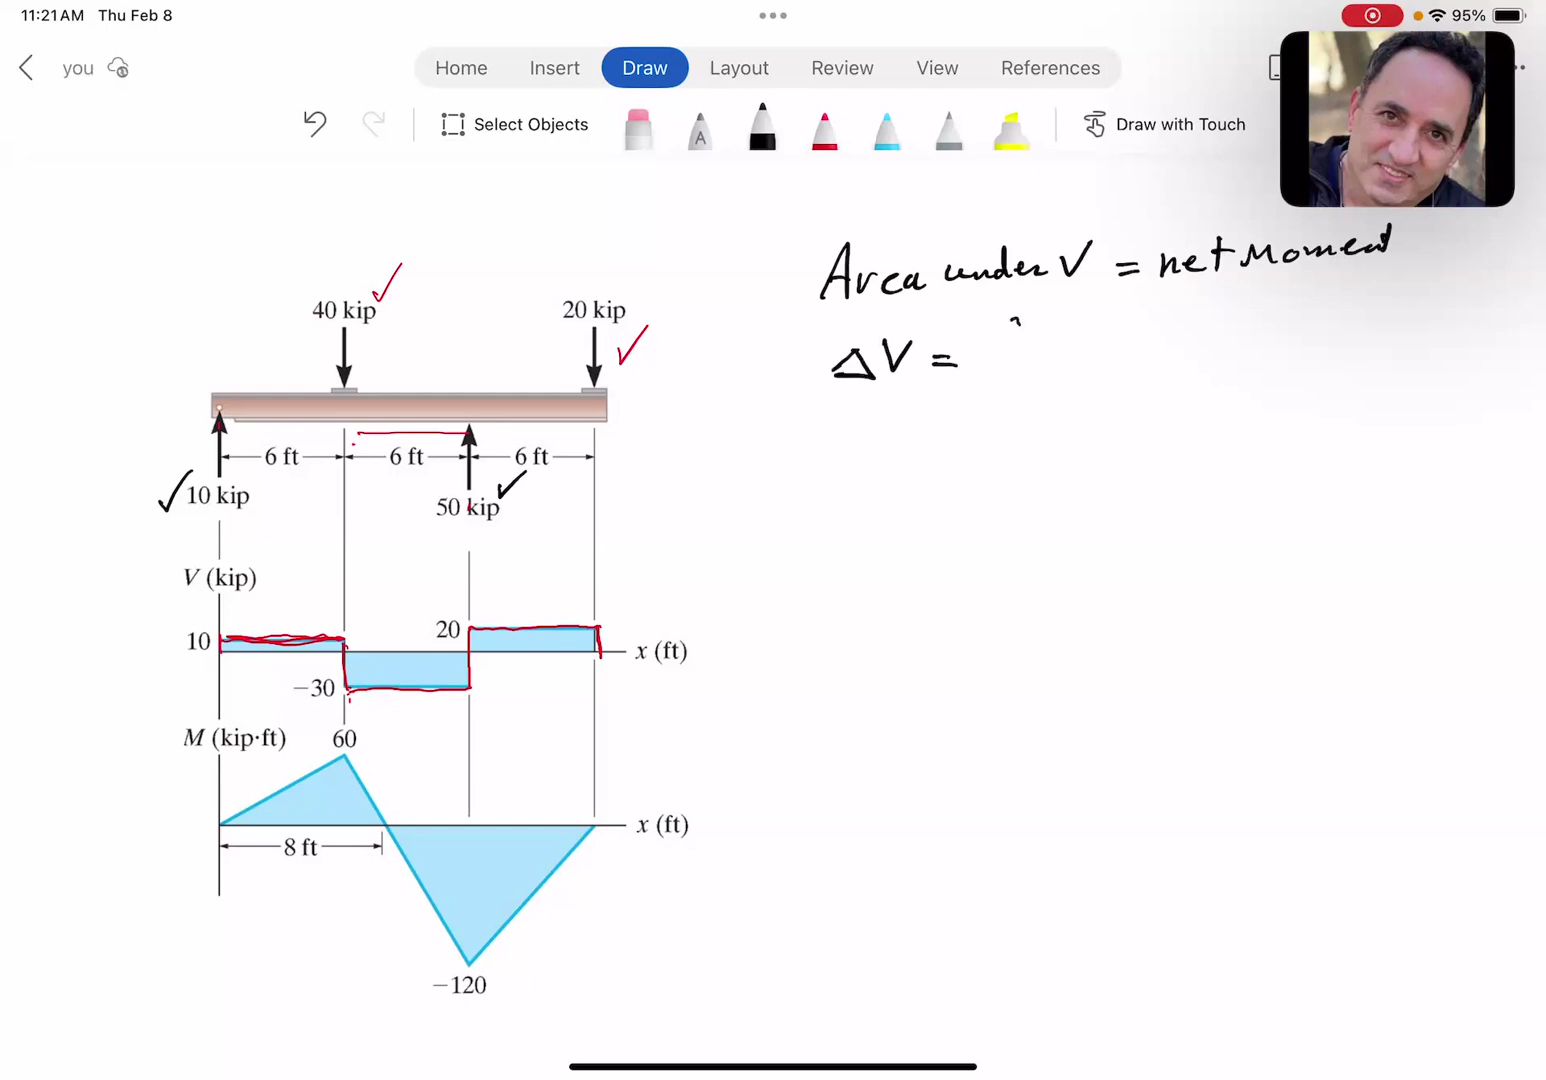 11:21 AM Thu Feb 8
95%
you
Home Insert Draw Layout Review View References
Select Objects
A
Draw with Touch
Area under V = net Moment
ΔV =
40 kip
20 kip
6 ft 6 ft 6 ft
10 kip
50 kip
V (kip)
10
20
x (ft)
−30
M (kip·ft)
60
x (ft)
8 ft
−120